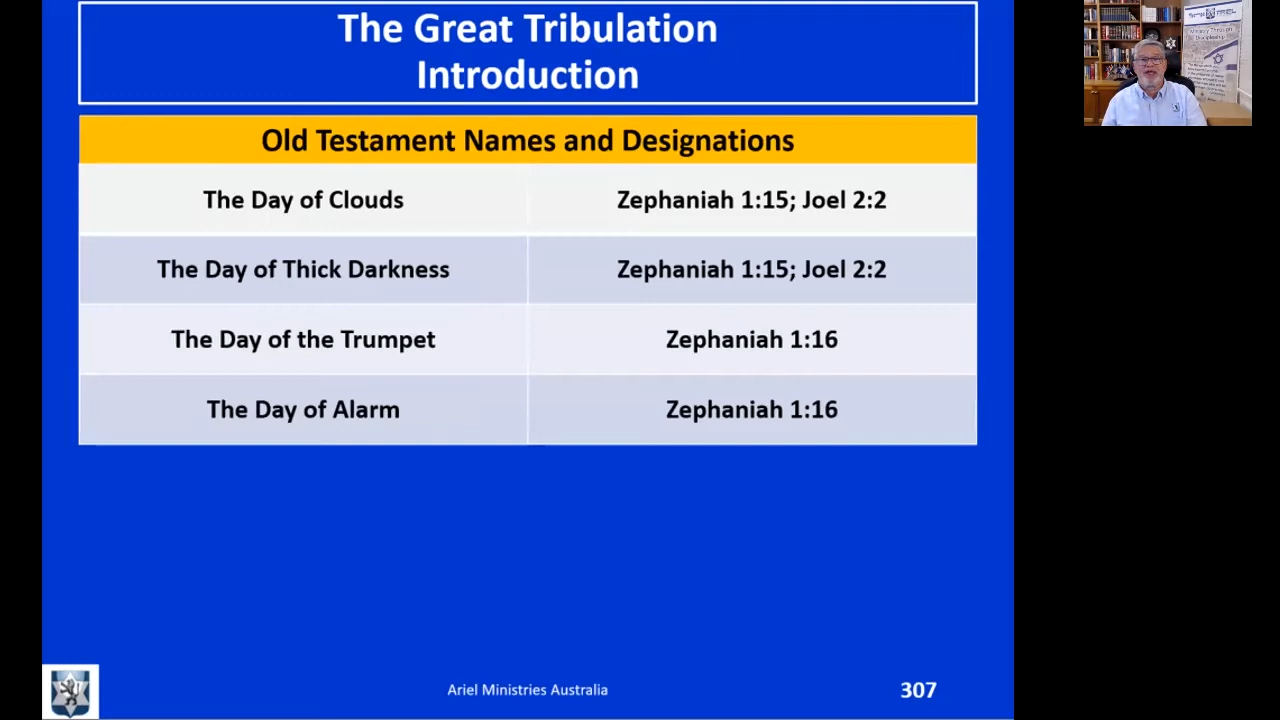 The Great Tribulation
Introduction
Old Testament Names and Designations
The Day of Clouds
Zephaniah 1:15; Joel 2:2
The Day of Thick Darkness
Zephaniah 1:15; Joel 2:2
The Day of the Trumpet
Zephaniah 1:16
The Day of Alarm
Zephaniah 1:16
Ariel Ministries Australia
307